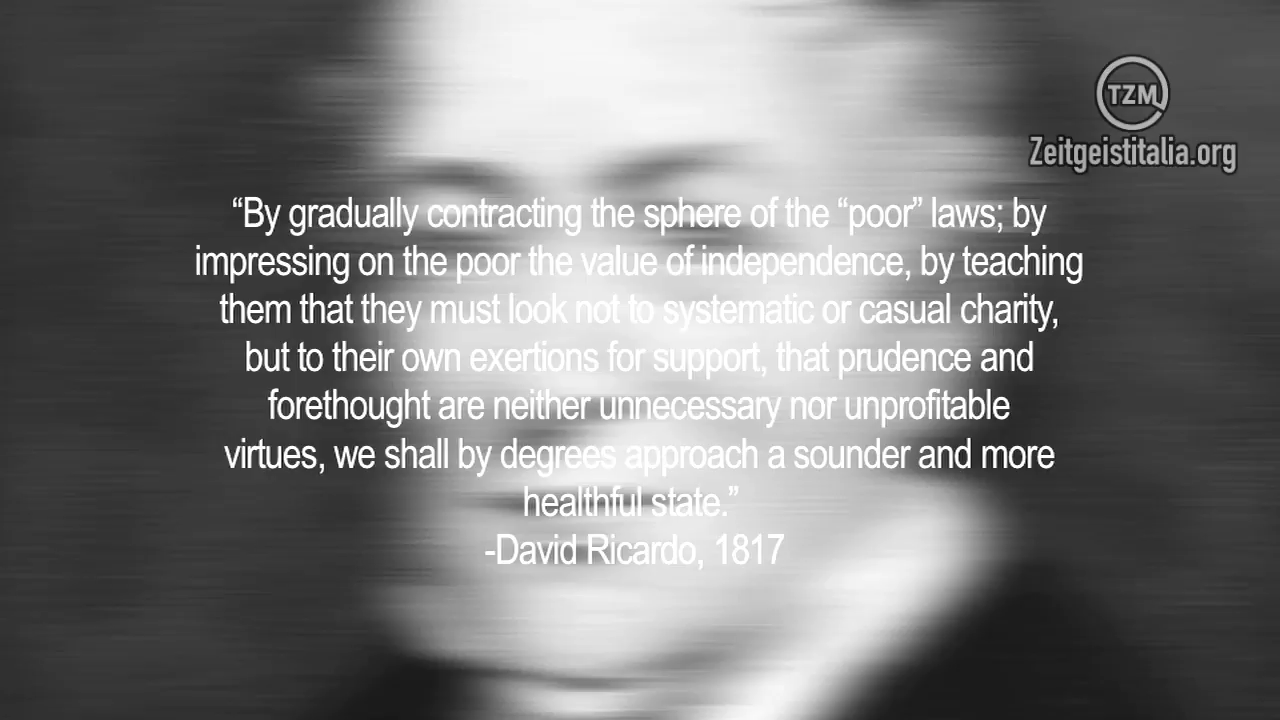 TZM
Zeitgeistitalia.org
“By gradually contracting the sphere of the “poor” laws; by
impressing on the poor the value of independence, by teaching
them that they must look not to systematic or casual charity,
but to their own exertions for support, that prudence and
forethought are neither unnecessary nor unprofitable
virtues, we shall by degrees approach a sounder and more
healthful state.”
-David Ricardo, 1817